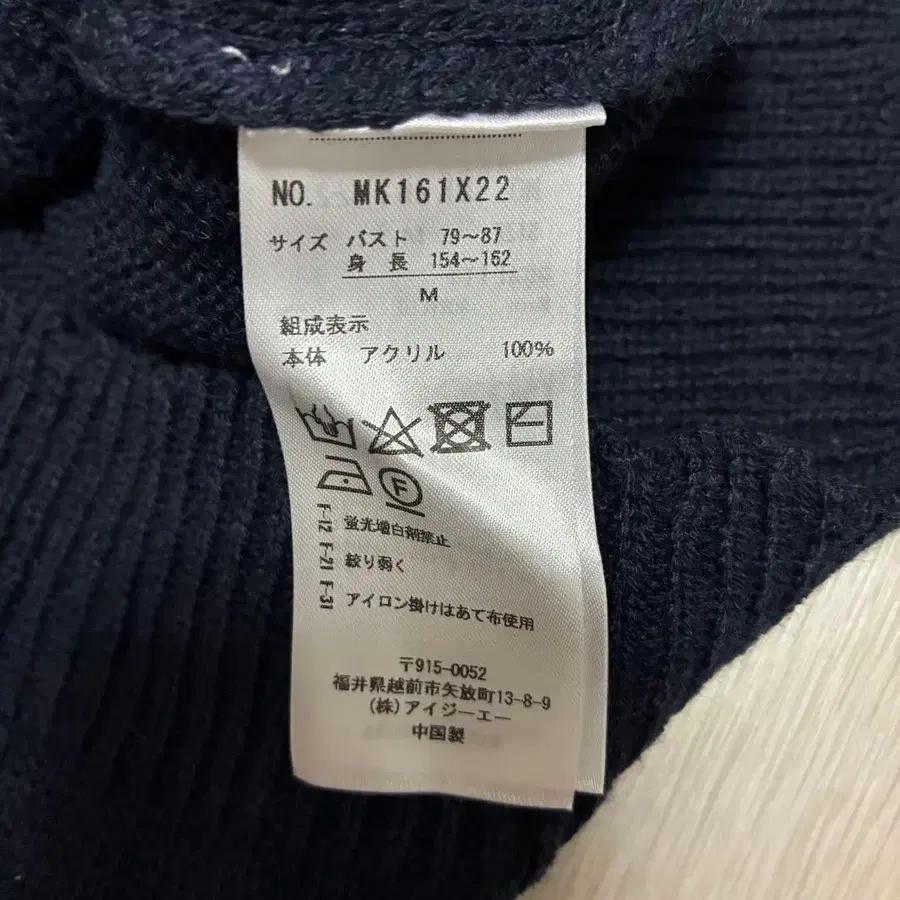 NO. MK161X22
サイズ バスト 79～87
身長 154～162
M
組成表示
本体 アクリル 100%
F
F-12 蛍光増白剤禁止
F-21 絞り弱く
F-31 アイロン掛けはあて布使用
〒915-0052
福井県越前市矢放町13-8-9
(株)アイジーエー
中国製